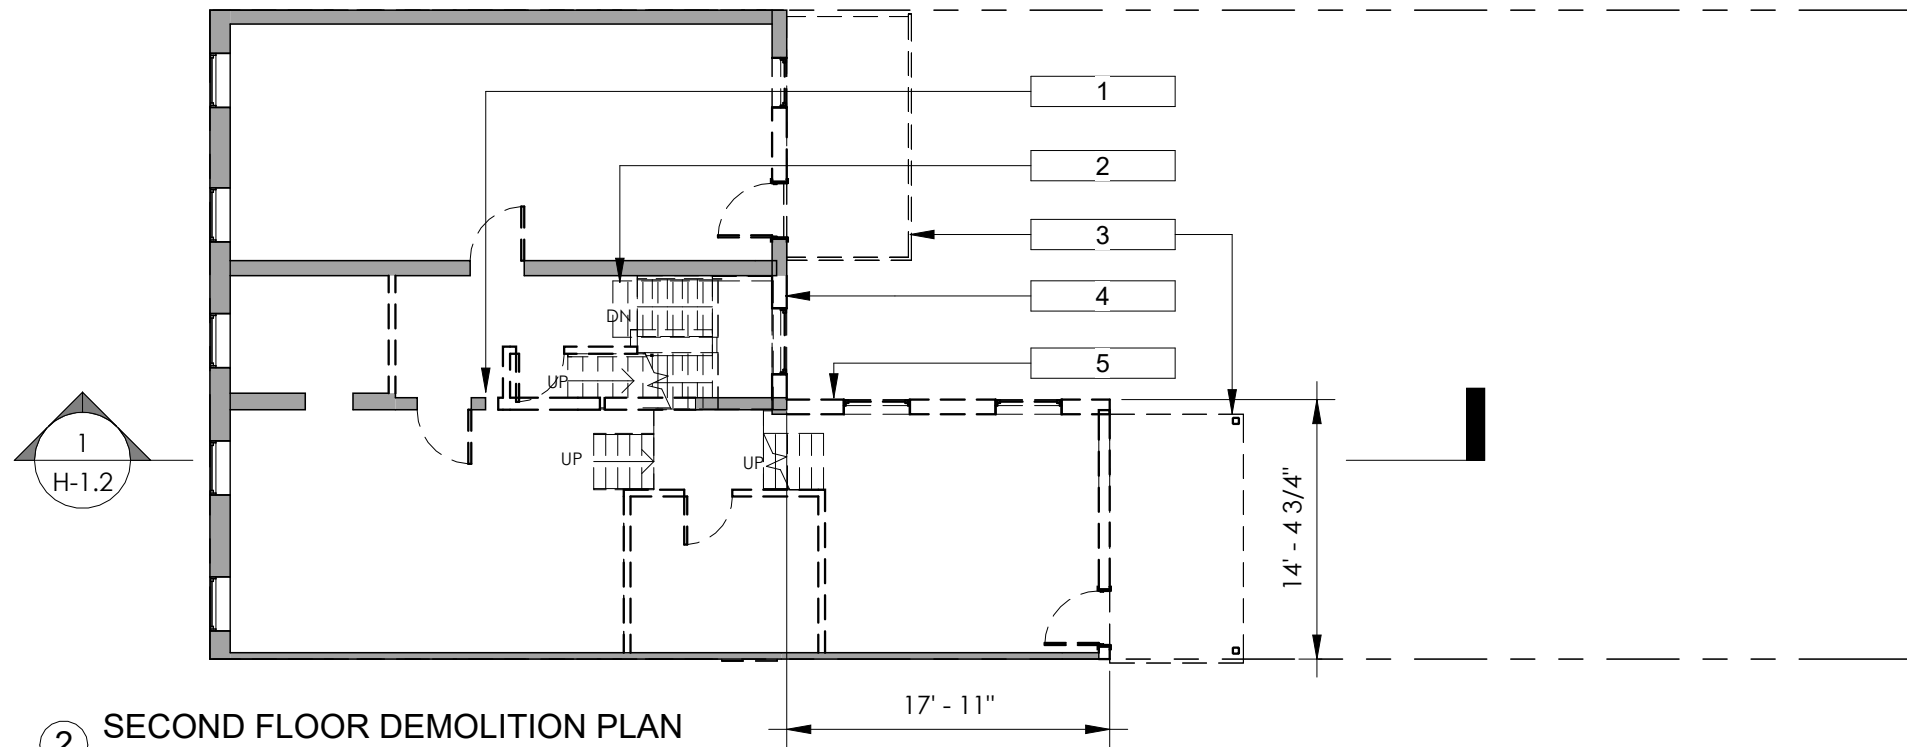 1
2
3
4
5
DN
UP
UP
UP
1
H-1.2
14' - 4 3/4"
17' - 11"
2
SECOND FLOOR DEMOLITION PLAN